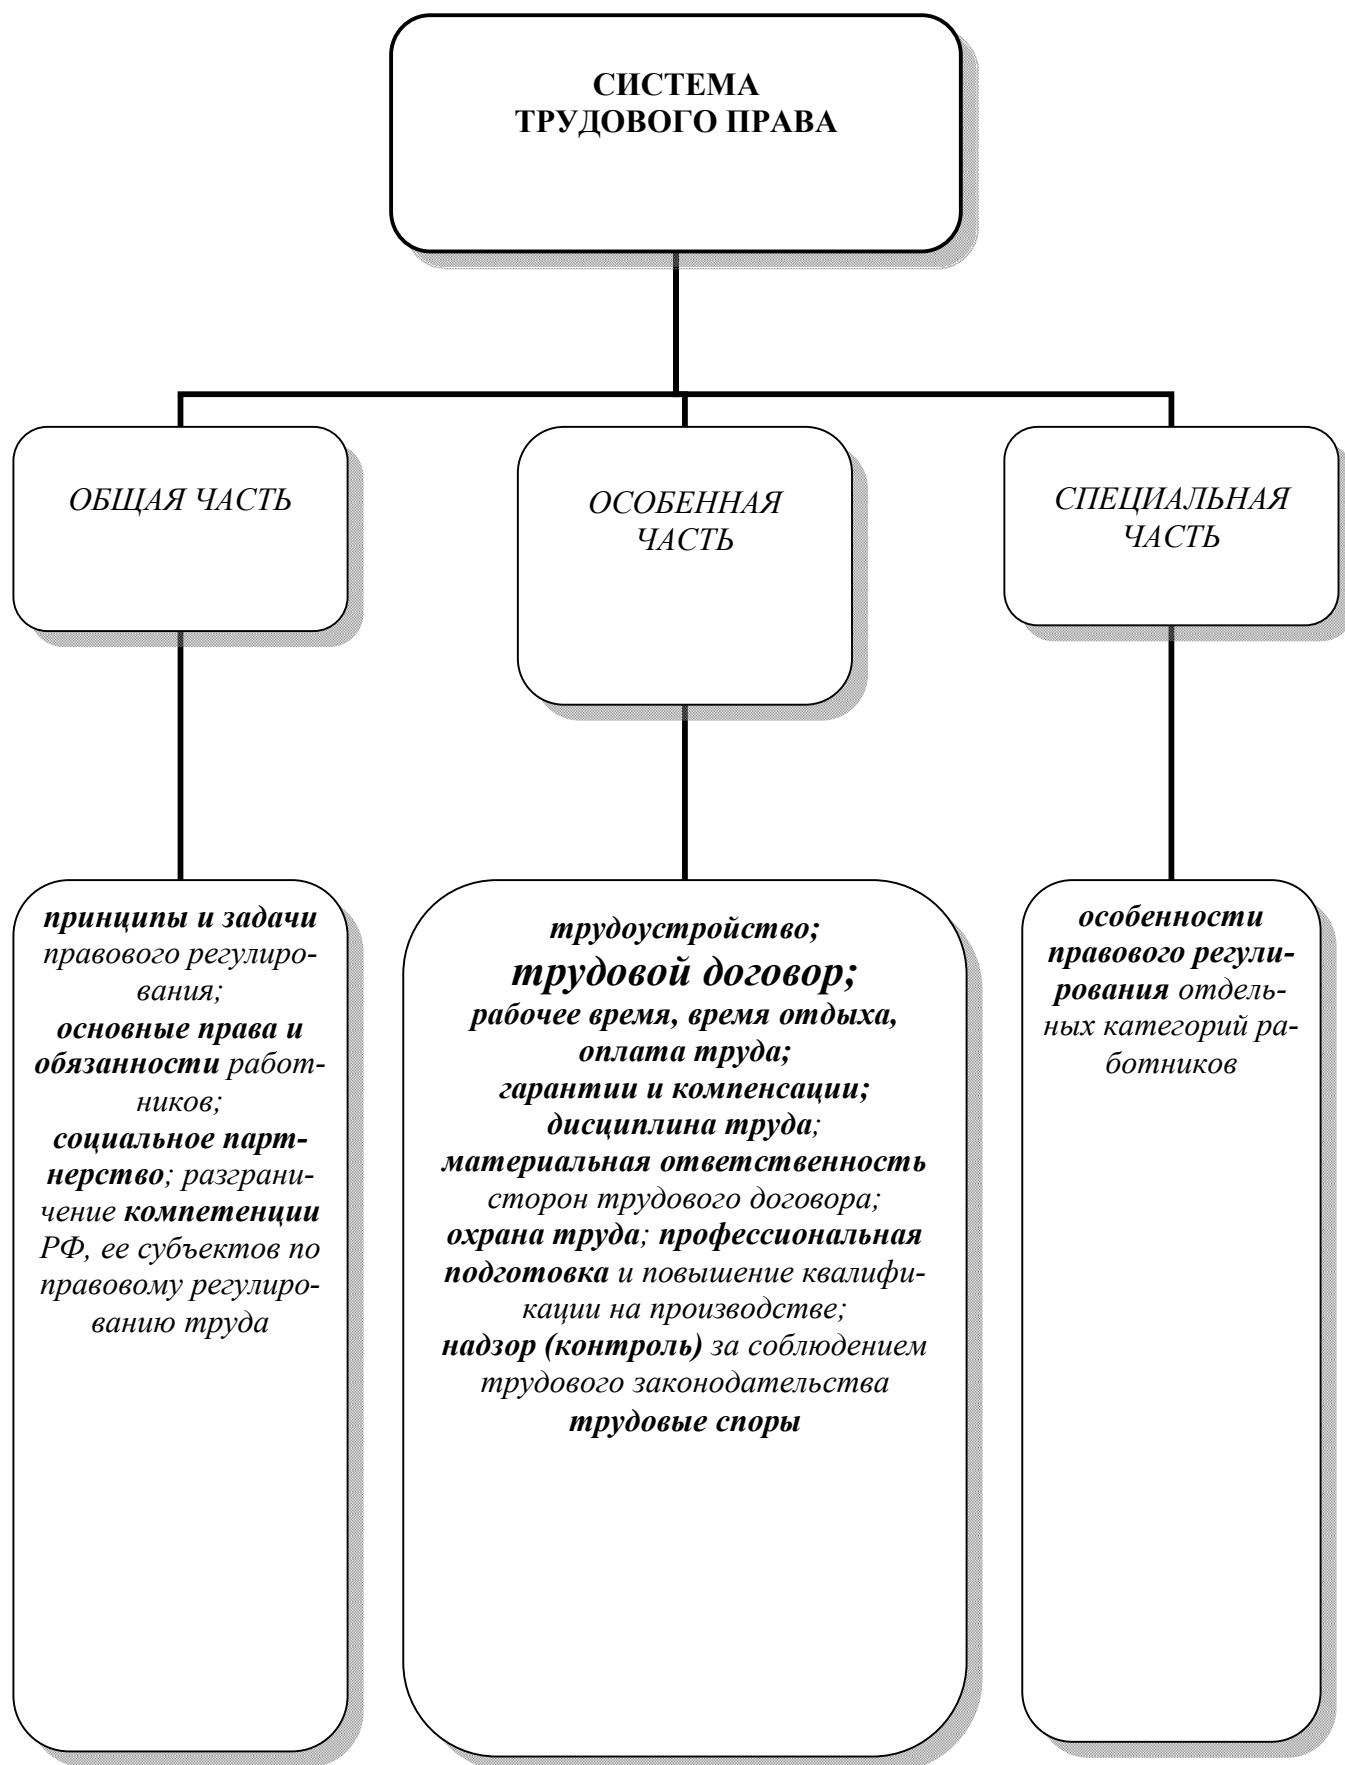 СИСТЕМА
ТРУДОВОГО ПРАВА
ОБЩАЯ ЧАСТЬ
ОСОБЕННАЯ
ЧАСТЬ
СПЕЦИАЛЬНАЯ
ЧАСТЬ
принципы и задачи
правового регулиро-
вания;
основные права и
обязанности работ-
ников;
социальное парт-
нерство; разграни-
чение компетенции
РФ, ее субъектов по
правовому регулиро-
ванию труда
трудоустройство;
трудовой договор;
рабочее время, время отдыха,
оплата труда;
гарантии и компенсации;
дисциплина труда;
материальная ответственность
сторон трудового договора;
охрана труда; профессиональная
подготовка и повышение квалифи-
кации на производстве;
надзор (контроль) за соблюдением
трудового законодательства
трудовые споры
особенности
правового регули-
рования отдель-
ных категорий ра-
ботников